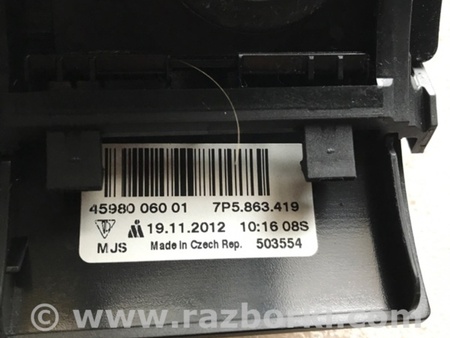 45980 060 01 7P5.863.419
19.11.2012 10:16 08S
MJS Made in Czech Rep. 503554
© www.razborki.com